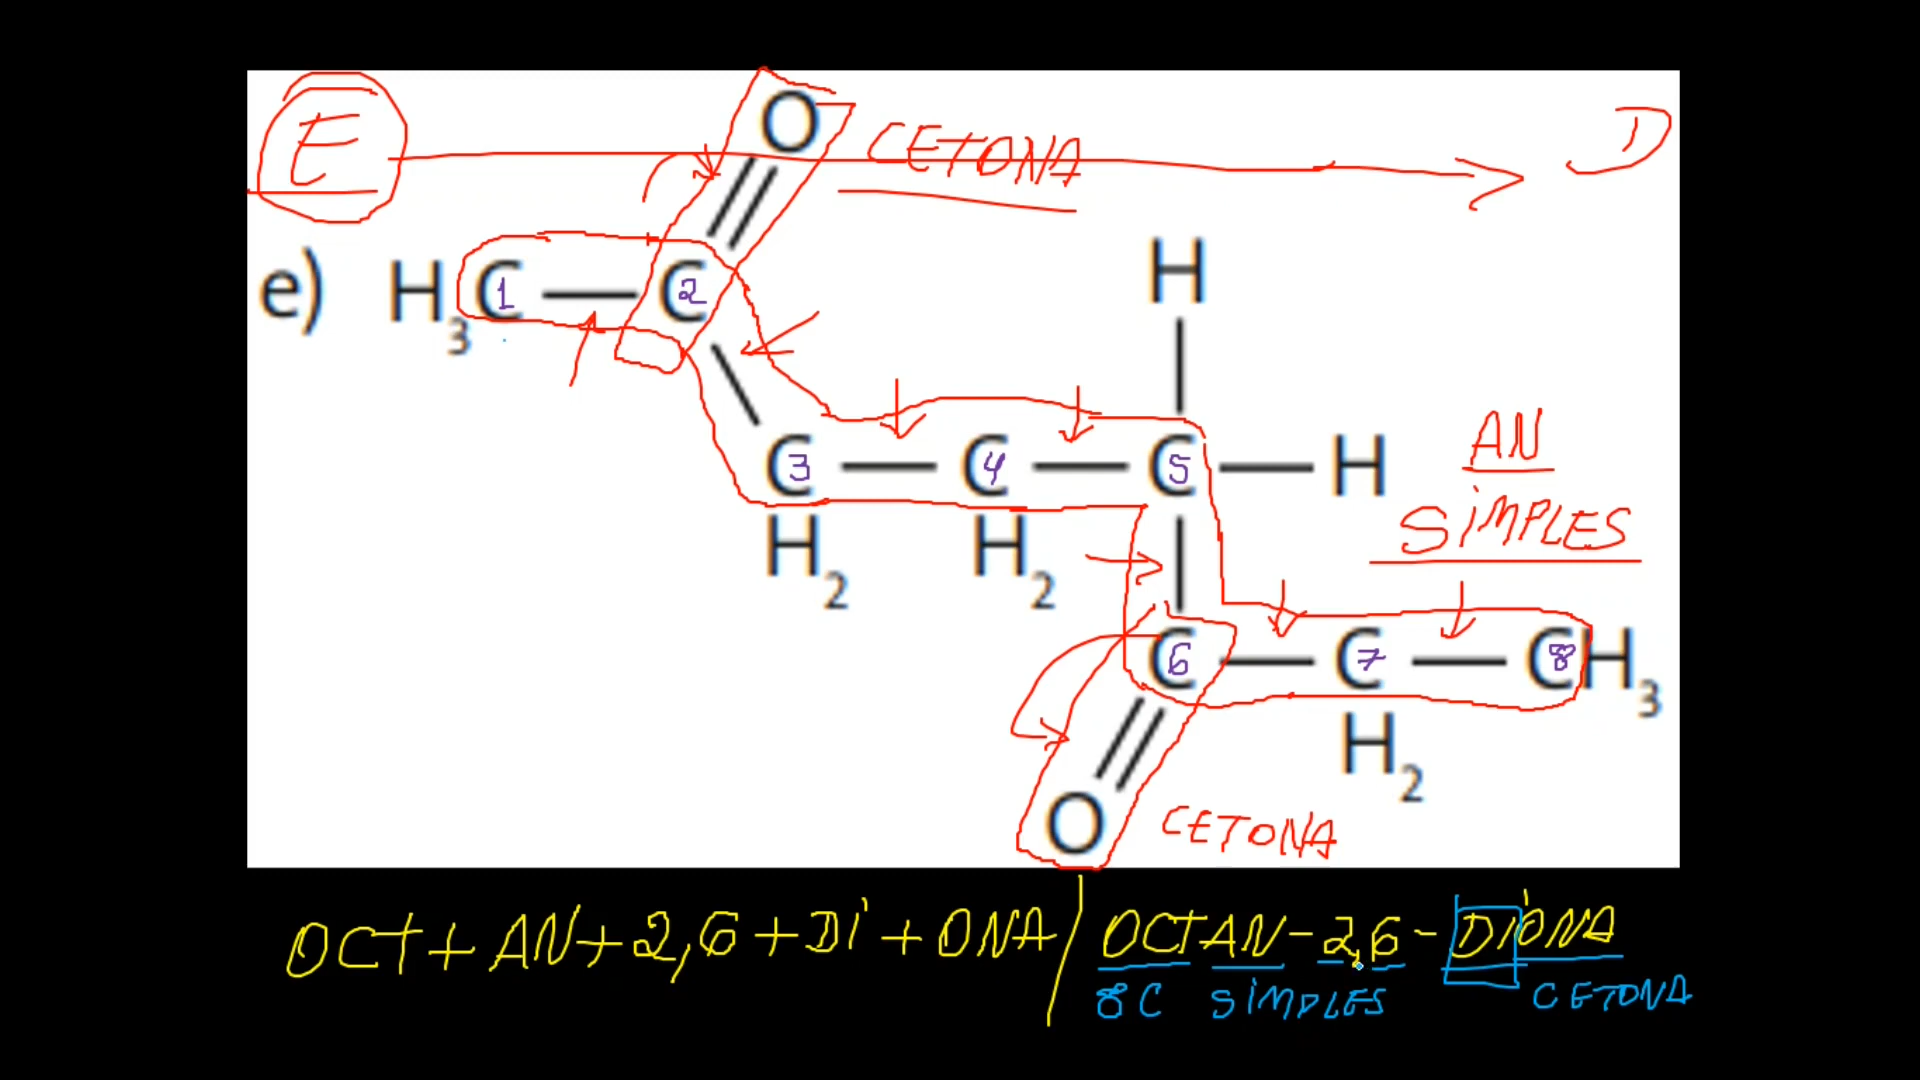 O
E CETONA D
H
e) H3C1 — C2
AN
C3 — C4 — C5 — H
SIMPLES
H2 H2
C6 — C7 — C8H3
H2
O CETONA
OCT + AN + 2,6 + Di + ONA / OCTAN - 2,6 - DiONA
8C SIMPLES CETONA